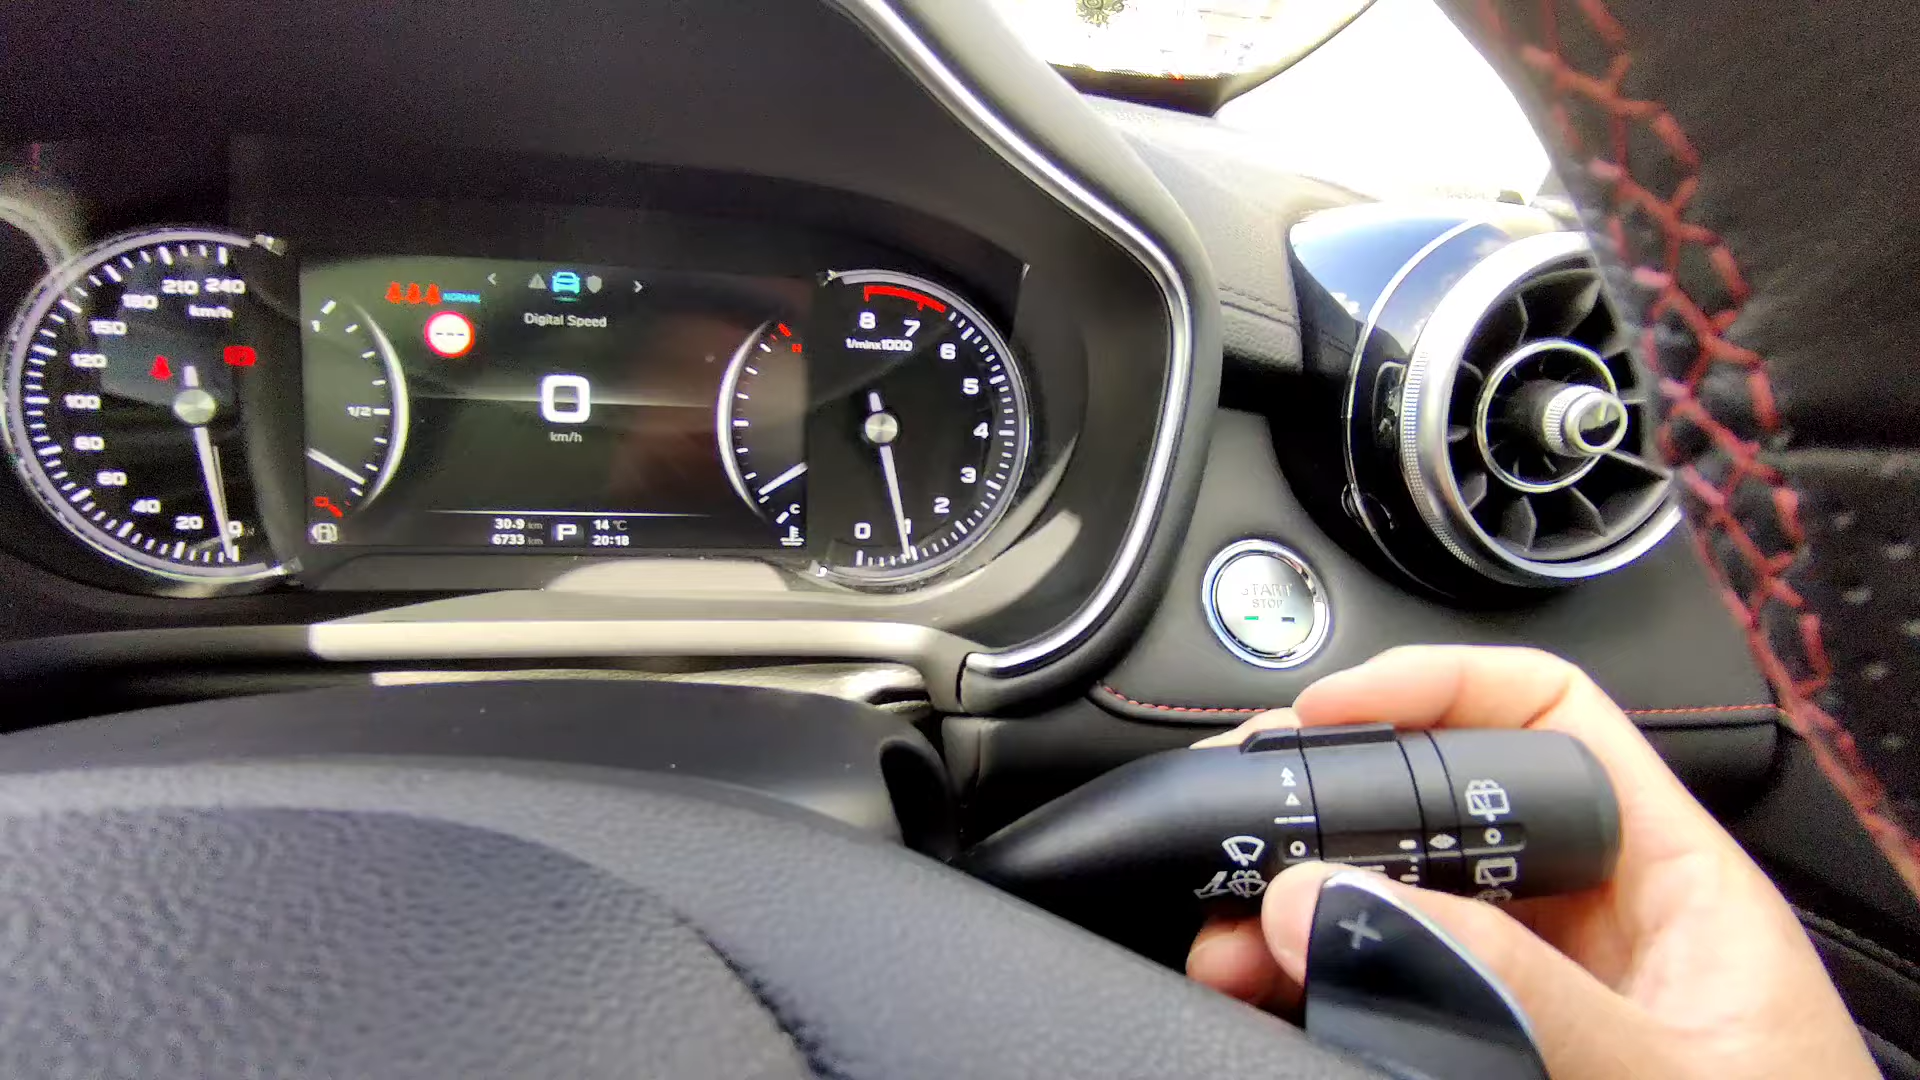 210 240
180
km/h
150
120
100
80
60
40
20
0
1
1/2
NORMAL
Digital Speed
0
km/h
30.9 km
6733 km
P
14 °C
20:18
H
C
E
8
7
1/minx1000
6
5
4
3
2
1
0
START
STOP